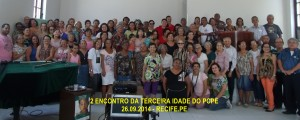 2 ENCONTRO DA TERCEIRA IDADE DO POPE
26.09.2014 - RECIFE.PE